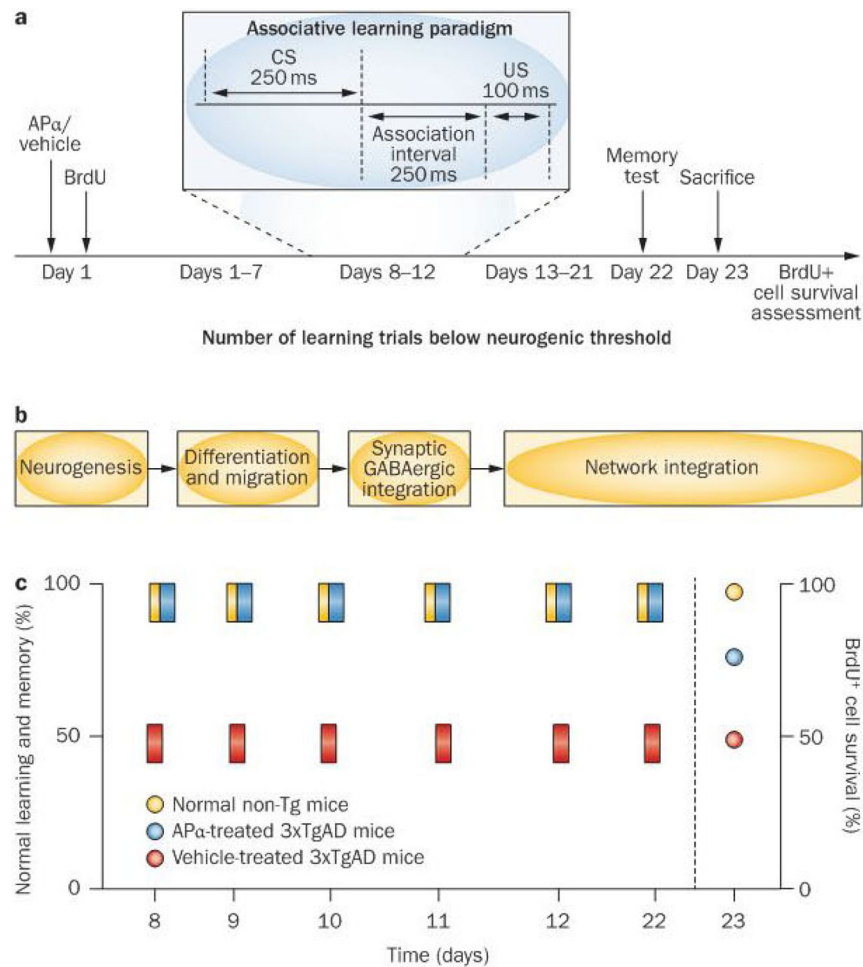 a
Associative learning paradigm
CS
250 ms
US
100 ms
Association
interval
250 ms
APα/
vehicle
BrdU
Memory
test
Sacrifice
Day 1
Days 1–7
Days 8–12
Days 13–21
Day 22
Day 23
BrdU+
cell survival
assessment
Number of learning trials below neurogenic threshold
b
Neurogenesis
Differentiation
and migration
Synaptic
GABAergic
integration
Network integration
c
Normal learning and memory (%)
100
50
0
Normal non-Tg mice
APα-treated 3xTgAD mice
Vehicle-treated 3xTgAD mice
100
50
0
BrdU⁺ cell survival (%)
8 9 10 11 12 22 23
Time (days)